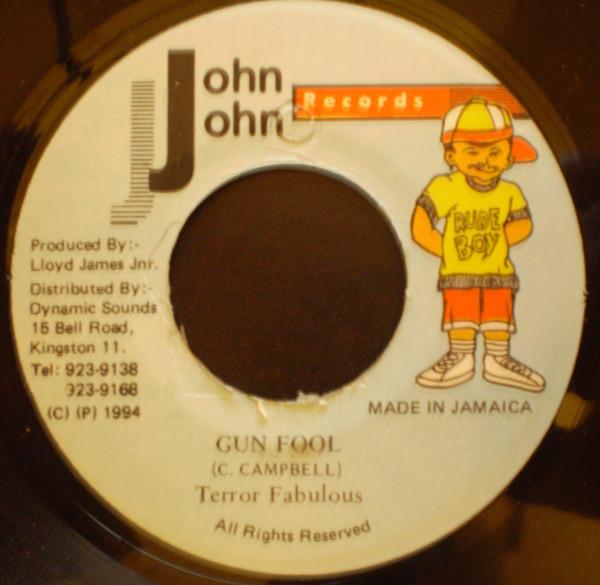 John
John
Records
RUDE
BOY
Produced By:-
Lloyd James Jnr.
Distributed By:-
Dynamic Sounds
15 Bell Road,
Kingston 11.
Tel: 923-9138
923-9168
(C) (P) 1994
MADE IN JAMAICA
GUN FOOL
(C. CAMPBELL)
Terror Fabulous
All Rights Reserved